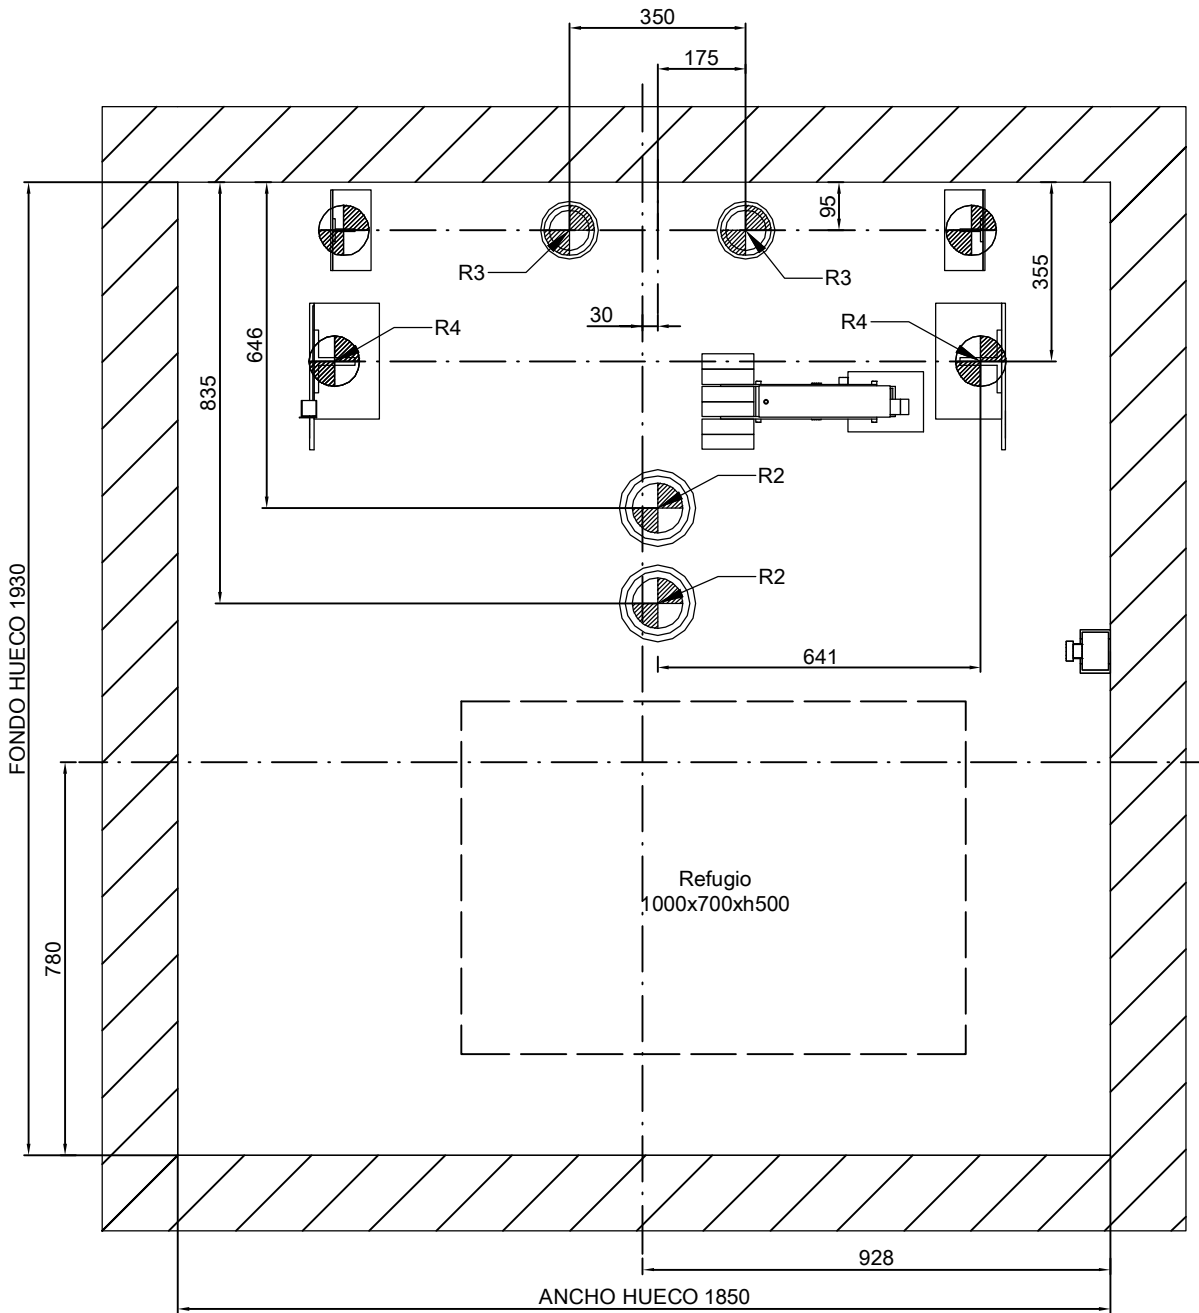 350
175
95
355
R3
R3
30
R4
R4
646
835
R2
R2
641
FONDO HUECO 1930
780
Refugio
1000x700xh500
928
ANCHO HUECO 1850